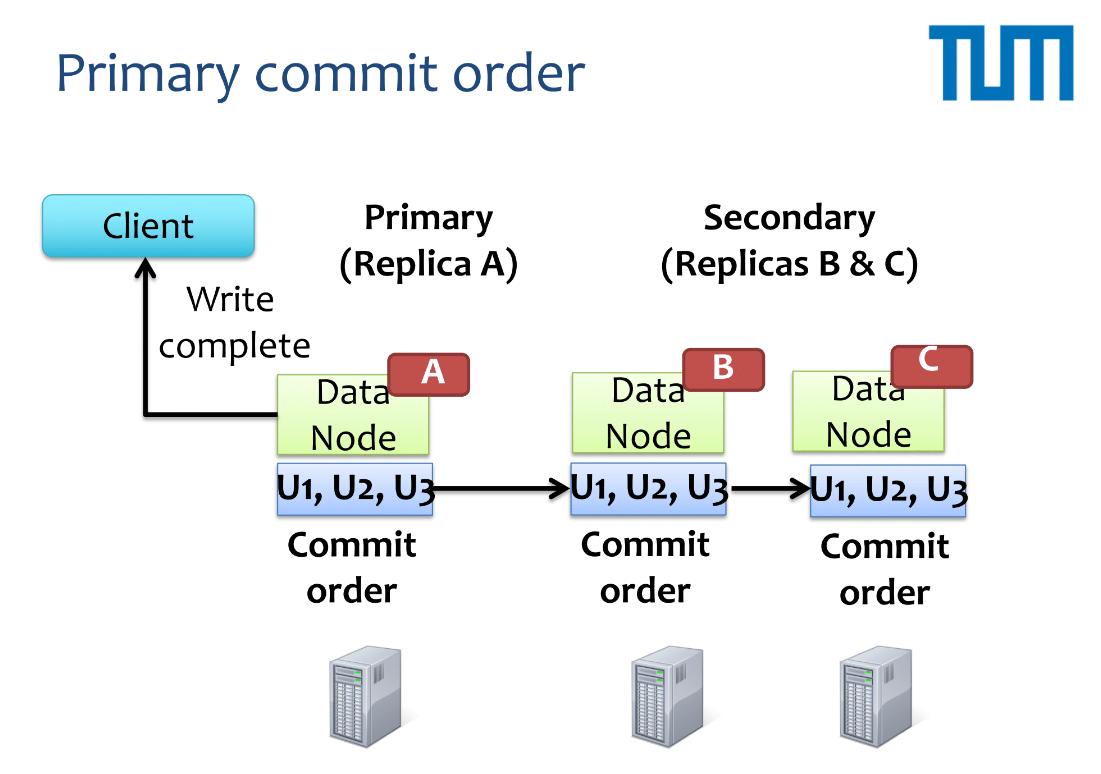 Primary commit order
TUM
Client
Primary
(Replica A)
Secondary
(Replicas B & C)
Write
complete
A
Data
Node
B
Data
Node
C
Data
Node
U1, U2, U3
U1, U2, U3
U1, U2, U3
Commit
order
Commit
order
Commit
order